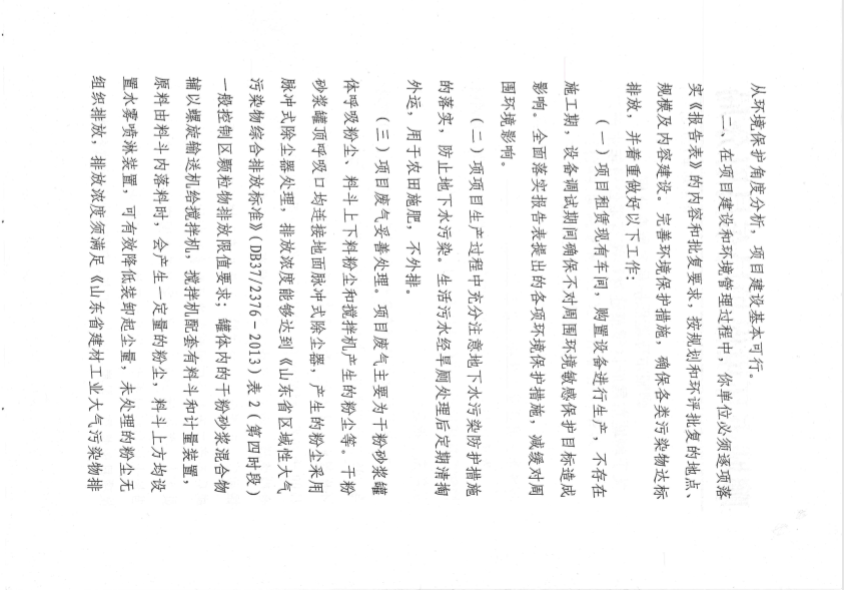 从环境保护角度分析，项目建设基本可行。
二、在项目建设和环境管理过程中，你单位必须逐项落
实《报告表》的内容和批复要求，按规划和环评批复的地点、
规模及内容建设。完善环境保护措施，确保各类污染物达标
排放，并着重做好以下工作：
（一）项目租赁现有车间，购置设备进行生产，不存在
施工期，设备调试期间确保不对周围环境敏感保护目标造成
影响。全面落实报告表提出的各项环境保护措施，减缓对周
围环境影响。
（二）项项目生产过程中充分注意地下水污染防护措施
的落实，防止地下水污染。生活污水经旱厕处理后定期清掏
外运，用于农田施肥，不外排。
（三）项目废气妥善处理。项目废气主要为干粉砂浆罐
体呼吸粉尘、料斗上下料粉尘和搅拌机产生的粉尘等。干粉
砂浆罐顶呼吸口均连接地面脉冲式除尘器，产生的粉尘采用
脉冲式除尘器处理，排放浓度能够达到《山东省区域性大气
污染物综合排放标准》（DB37/2376-2013）表2（第四时段）
一般控制区颗粒物排放限值要求；罐体内的干粉砂浆混合物
辅以螺旋输送机给搅拌机，搅拌机配套有料斗和计量装置，
原料由料斗内落料时，会产生一定量的粉尘，料斗上方均设
置水雾喷淋装置，可有效降低装卸起尘量，未处理的粉尘无
组织排放，排放浓度须满足《山东省建材工业大气污染物排